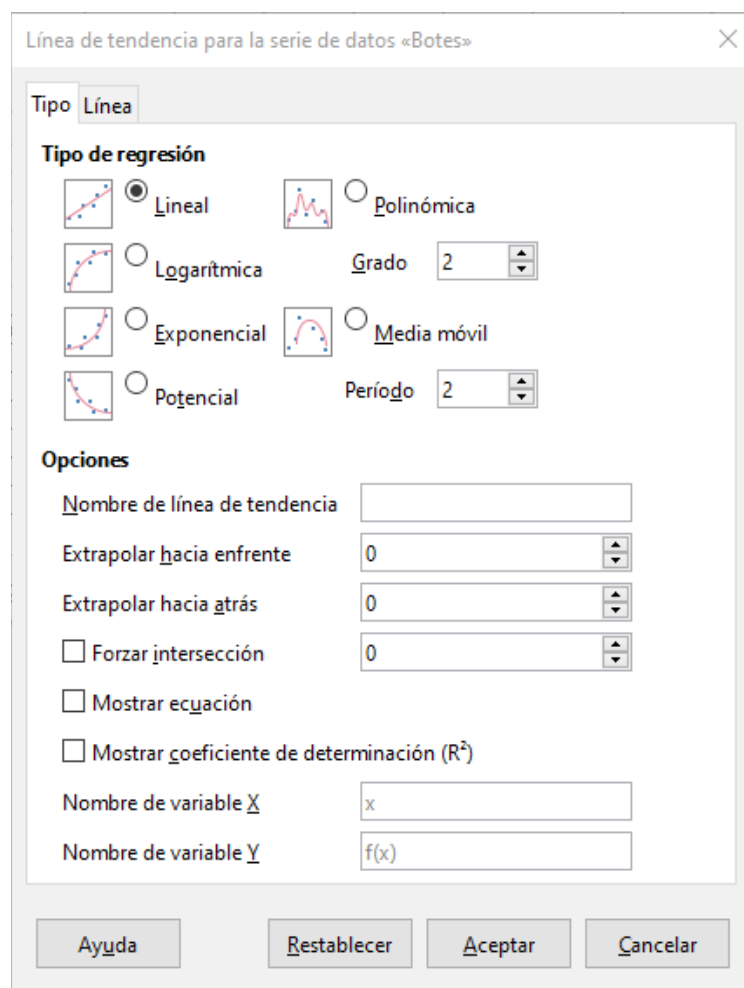 Línea de tendencia para la serie de datos «Botes»
Tipo Línea
Tipo de regresión
Lineal Polinómica
Logarítmica Grado 2
Exponencial Media móvil
Potencial Período 2
Opciones
Nombre de línea de tendencia
Extrapolar hacia enfrente 0
Extrapolar hacia atrás 0
Forzar intersección 0
Mostrar ecuación
Mostrar coeficiente de determinación (R²)
Nombre de variable X x
Nombre de variable Y f(x)
Ayuda Restablecer Aceptar Cancelar